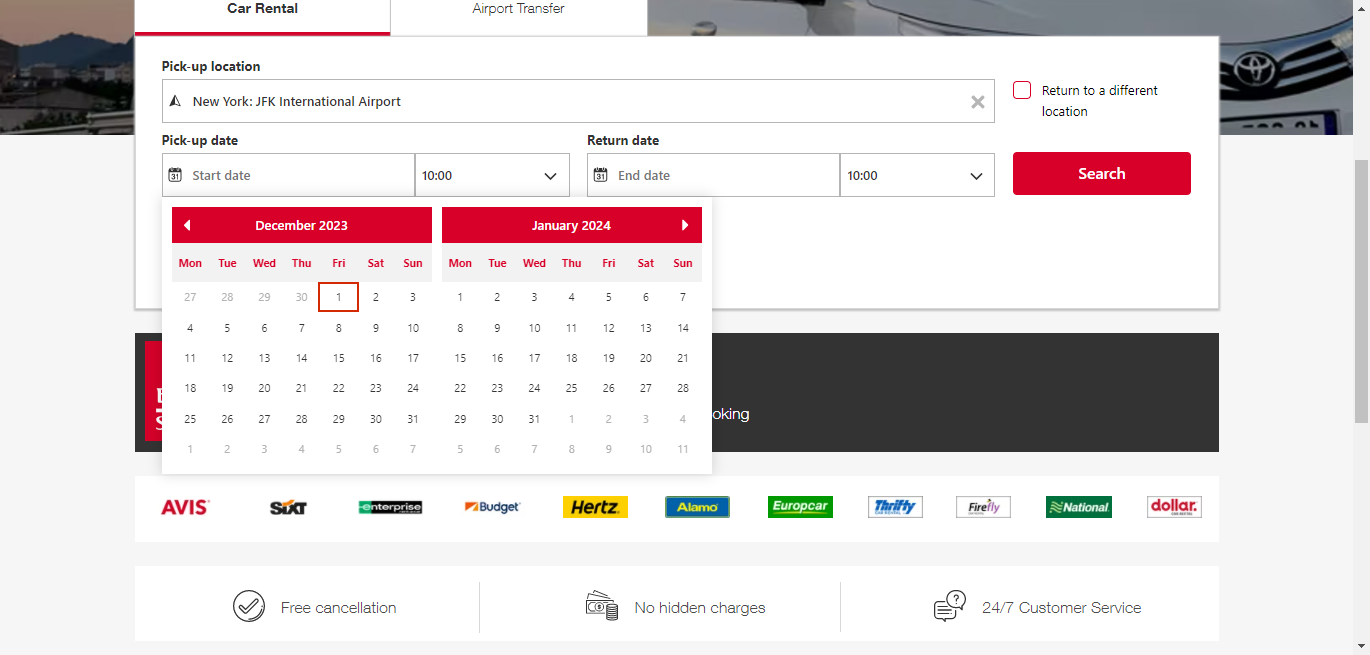 Car Rental
Airport Transfer
Pick-up location
New York: JFK International Airport
Return to a different
location
Pick-up date
Return date
31 Start date
10:00
31 End date
10:00
Search
December 2023
January 2024
Mon Tue Wed Thu Fri Sat Sun
Mon Tue Wed Thu Fri Sat Sun
27 28 29 30 1 2 3
1 2 3 4 5 6 7
4 5 6 7 8 9 10
8 9 10 11 12 13 14
11 12 13 14 15 16 17
15 16 17 18 19 20 21
18 19 20 21 22 23 24
22 23 24 25 26 27 28
25 26 27 28 29 30 31
29 30 31 1 2 3 4
1 2 3 4 5 6 7
5 6 7 8 9 10 11
oking
AVIS
SIXT
enterprise
Budget
Hertz
Alamo
Europcar
Thrifty
CAR RENTAL
Firefly
National
dollar.
Free cancellation
No hidden charges
24/7 Customer Service